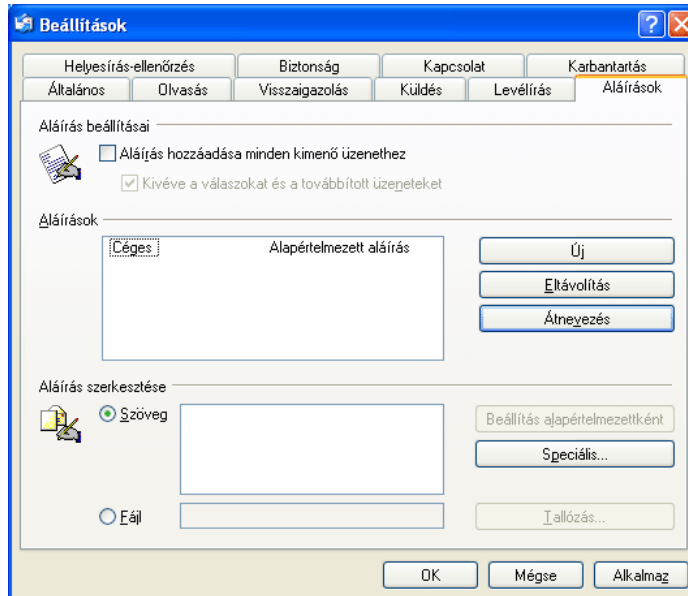 Beállítások
Helyesírás-ellenőrzés Biztonság Kapcsolat Karbantartás
Általános Olvasás Visszaigazolás Küldés Levélírás Aláírások
Aláírás beállításai
Aláírás hozzáadása minden kimenő üzenethez
Kivéve a válaszokat és a továbbított üzeneteket
Aláírások
Céges Alapértelmezett aláírás
Új
Eltávolítás
Átnevezés
Aláírás szerkesztése
Szöveg
Beállítás alapértelmezettként
Speciális...
Fájl
Tallózás...
OK Mégse Alkalmaz